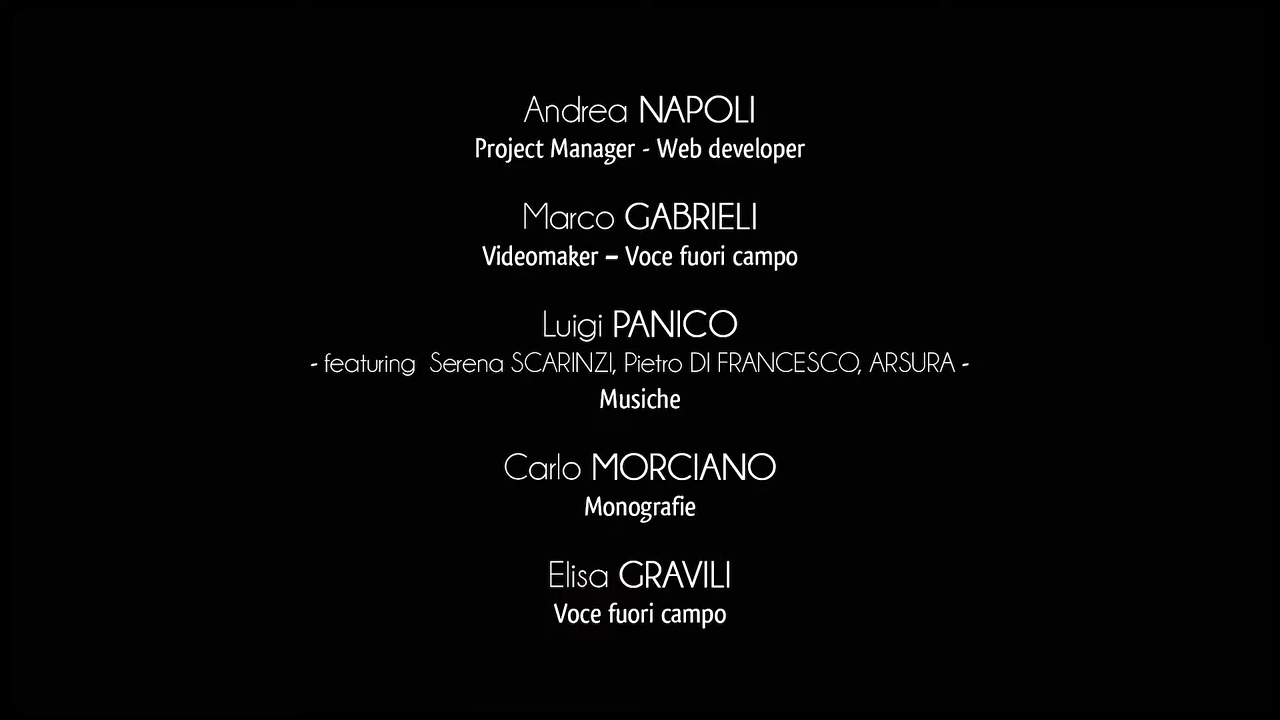 Andrea NAPOLI
Project Manager - Web developer
Marco GABRIELI
Videomaker – Voce fuori campo
Luigi PANICO
- featuring  Serena SCARINZI, Pietro DI FRANCESCO, ARSURA -
Musiche
Carlo MORCIANO
Monografie
Elisa GRAVILI
Voce fuori campo